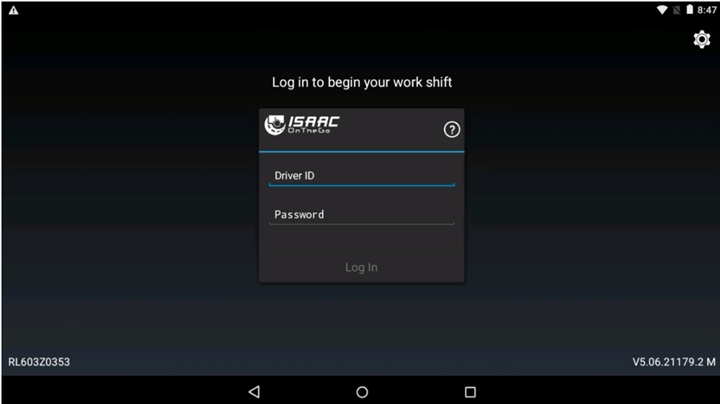 8:47
Log in to begin your work shift
ISAAC
OnTheGo
?
Driver ID
Password
Log In
RL603Z0353
V5.06.21179.2 M